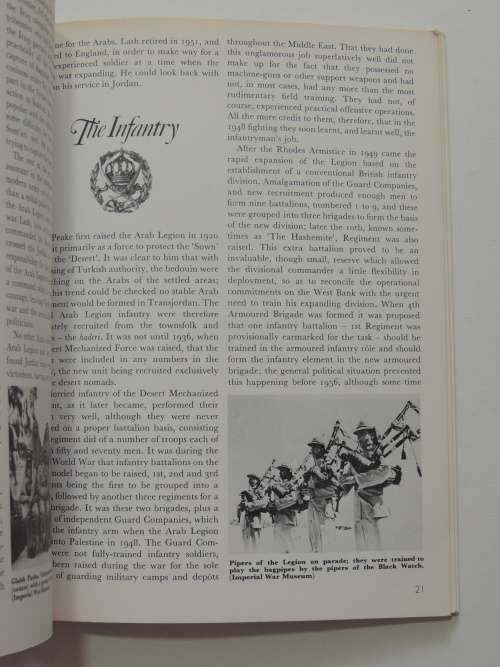 ne for the Arabs. Lash retired in 1951, and
ed to England, in order to make way for a
experienced soldier at a time when the
was expanding. He could look back with
on his service in Jordan.
The Infantry
Peake first raised the Arab Legion in 1920
it primarily as a force to protect the 'Sown'
the 'Desert'. It was clear to him that with
sing of Turkish authority, the bedouin were
thing on the Arabs of the settled areas;
his trend could be checked no stable Arab
ment would be formed in Transjordan. The
l Arab Legion infantry were therefore
ately recruited from the townfolk and
s – the hadari. It was not until 1936, when
ert Mechanized Force was raised, that the
were included in any numbers in the
, the new unit being recruited exclusively
e desert nomads.
orried infantry of the Desert Mechanized
nt, as it later became, performed their
very well, although they were never
ed on a proper battalion basis, consisting
egiment did of a number of troops each of
fifty and seventy men. It was during the
World War that infantry battalions on the
model began to be raised, 1st, 2nd and 3rd
nts being the first to be grouped into a
, followed by another three regiments for a
brigade. It was these two brigades, plus a
of independent Guard Companies, which
the infantry arm when the Arab Legion
into Palestine in 1948. The Guard Com-
were not fully-trained infantry soldiers,
been raised during the war for the sole
of guarding military camps and depôts
throughout the Middle East. That they had done
this unglamorous job superlatively well did not
make up for the fact that they possessed no
machine-guns or other support weapons and had
not, in most cases, had any more than the most
rudimentary field training. They had not, of
course, experienced practical offensive operations.
All the more credit to them, therefore, that in the
1948 fighting they soon learnt, and learnt well, the
infantryman's job.
After the Rhodes Armistice in 1949 came the
rapid expansion of the Legion based on the
establishment of a conventional British infantry
division. Amalgamation of the Guard Companies,
and new recruitment produced enough men to
form nine battalions, numbered 1 to 9, and these
were grouped into three brigades to form the basis
of the new division; later the 10th, known some-
times as 'The Hashemite', Regiment was also
raised. This extra battalion proved to be an
invaluable, though small, reserve which allowed
the divisional commander a little flexibility in
deployment, so as to reconcile the operational
commitments on the West Bank with the urgent
need to train his expanding division. When 4th
Armoured Brigade was formed it was proposed
that one infantry battalion – 1st Regiment was
provisionally earmarked for the task – should be
trained in the armoured infantry rôle and should
form the infantry element in the new armoured
brigade; the general political situation prevented
this happening before 1956, although some time
Pipers of the Legion on parade; they were trained to
play the bagpipes by the pipers of the Black Watch.
(Imperial War Museum)
21